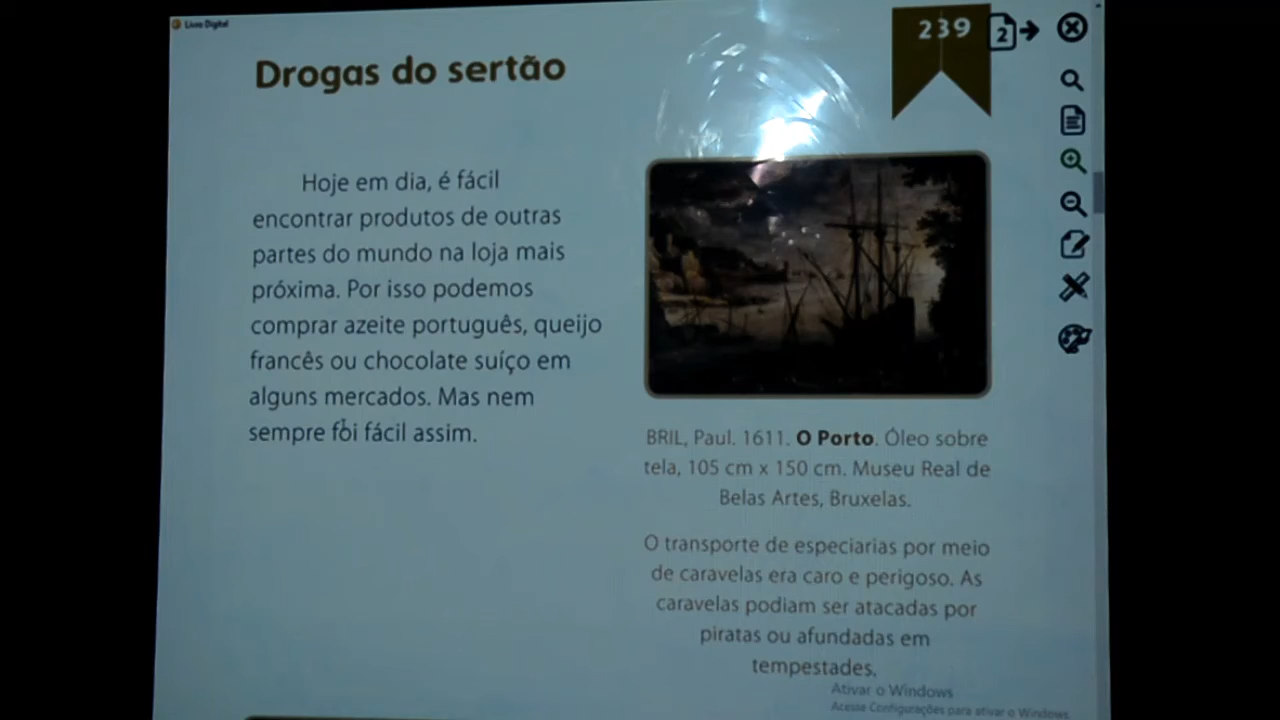 Livro Digital
239
2
Drogas do sertão
Hoje em dia, é fácil
encontrar produtos de outras
partes do mundo na loja mais
próxima. Por isso podemos
comprar azeite português, queijo
francês ou chocolate suíço em
alguns mercados. Mas nem
sempre foi fácil assim.
BRIL, Paul. 1611. O Porto. Óleo sobre
tela, 105 cm x 150 cm. Museu Real de
Belas Artes, Bruxelas.
O transporte de especiarias por meio
de caravelas era caro e perigoso. As
caravelas podiam ser atacadas por
piratas ou afundadas em
tempestades.
Ativar o Windows
Acesse Configurações para ativar o Windows.